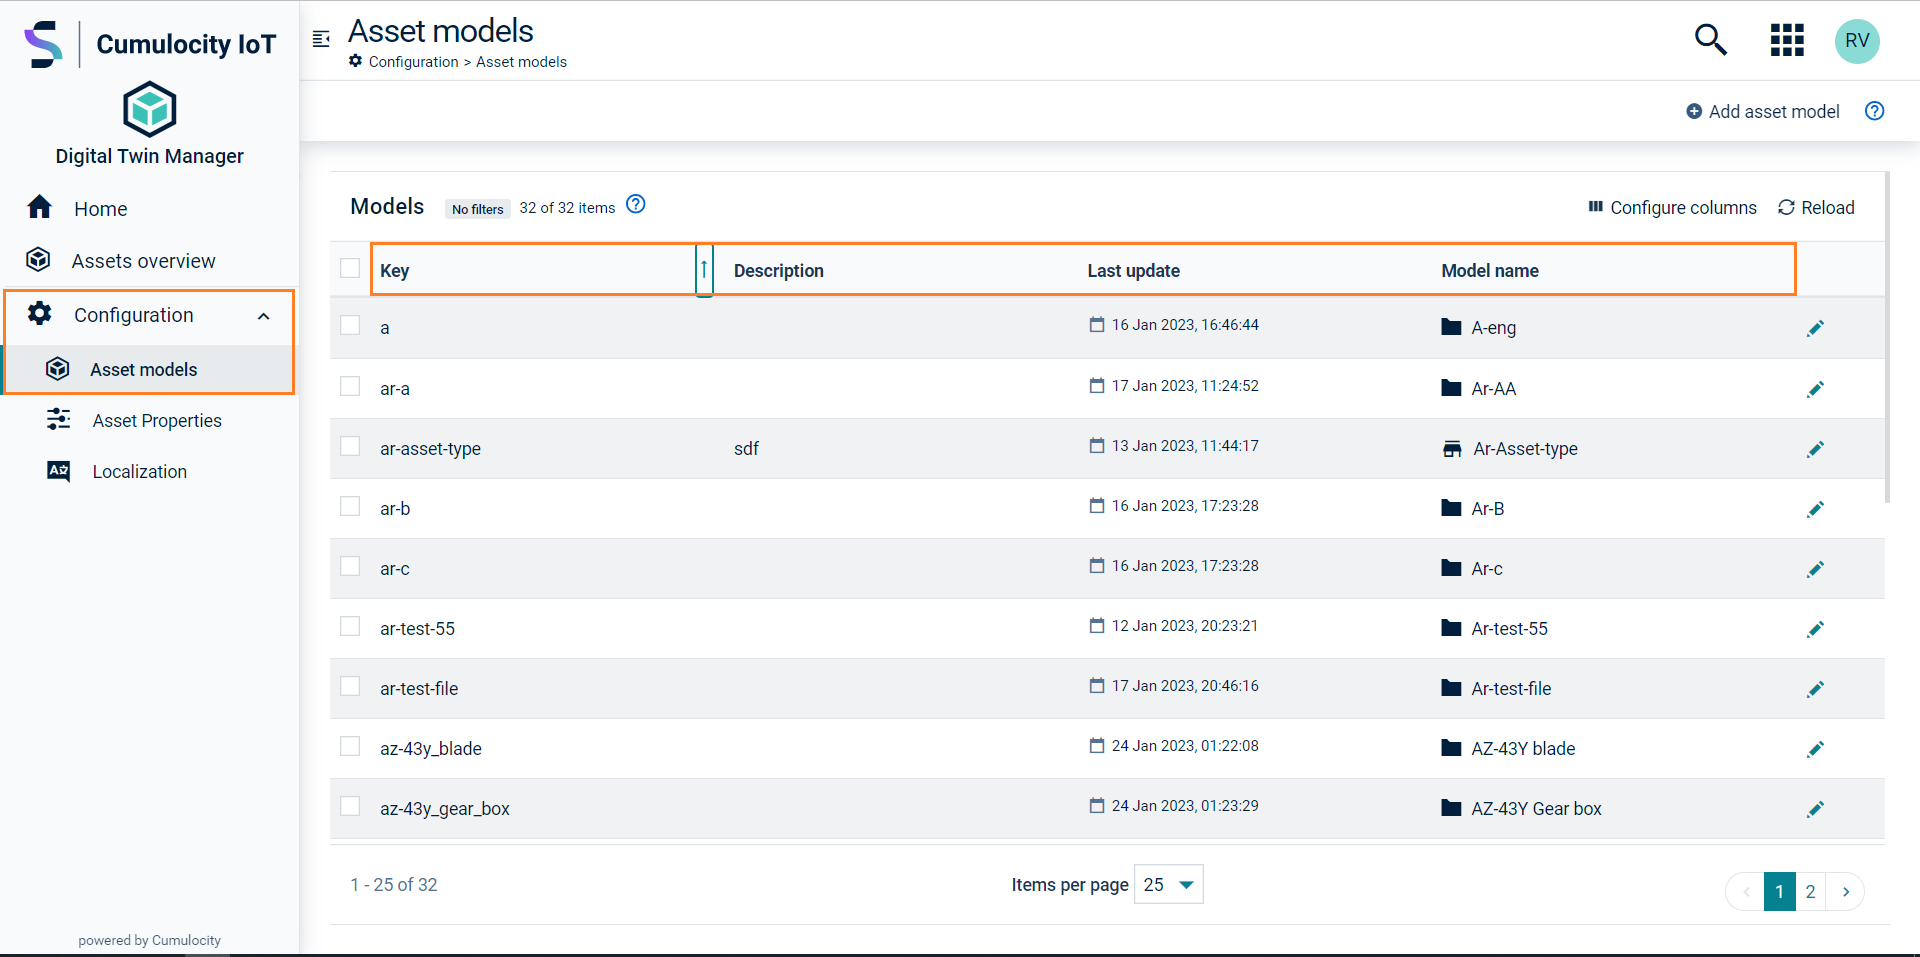 Cumulocity IoT
Digital Twin Manager
Home
Assets overview
Configuration
Asset models
Asset Properties
Localization
powered by Cumulocity
Asset models
Configuration > Asset models
RV
Add asset model
Models No filters 32 of 32 items
Configure columns Reload
Key Description Last update Model name
a 16 Jan 2023, 16:46:44 A-eng
ar-a 17 Jan 2023, 11:24:52 Ar-AA
ar-asset-type sdf 13 Jan 2023, 11:44:17 Ar-Asset-type
ar-b 16 Jan 2023, 17:23:28 Ar-B
ar-c 16 Jan 2023, 17:23:28 Ar-c
ar-test-55 12 Jan 2023, 20:23:21 Ar-test-55
ar-test-file 17 Jan 2023, 20:46:16 Ar-test-file
az-43y_blade 24 Jan 2023, 01:22:08 AZ-43Y blade
az-43y_gear_box 24 Jan 2023, 01:23:29 AZ-43Y Gear box
1 - 25 of 32 Items per page 25 1 2